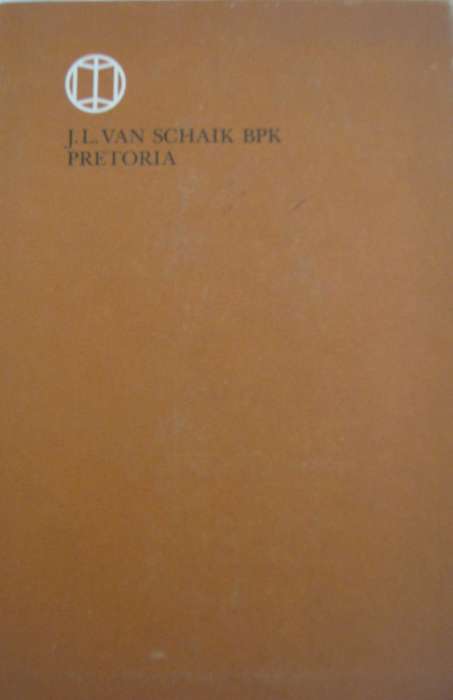 J. L. VAN SCHAIK BPK
PRETORIA